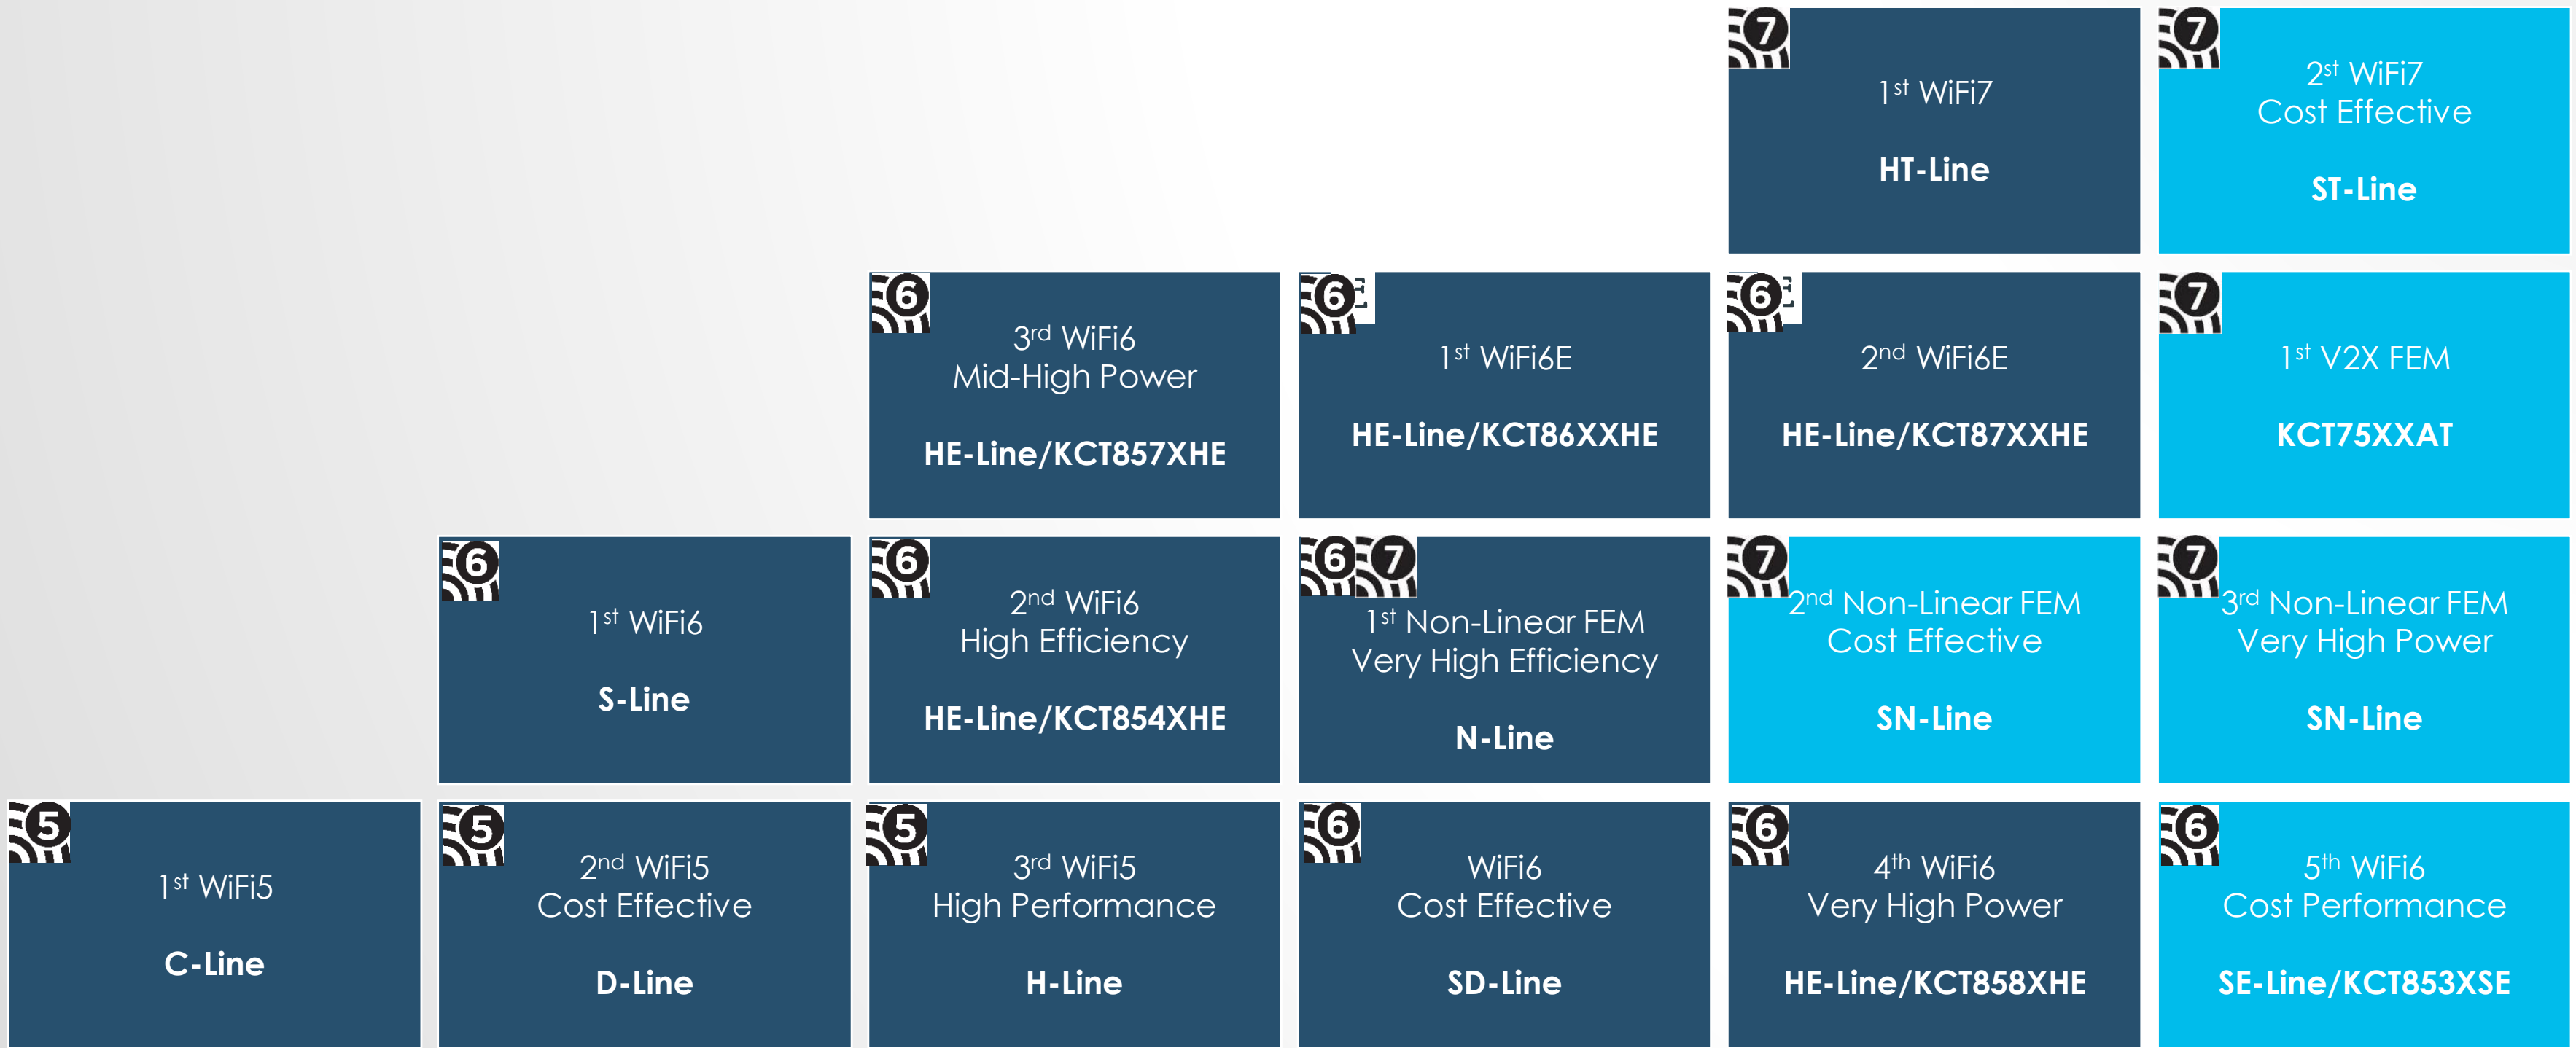 7
1st WiFi7
HT-Line
7
2st WiFi7
Cost Effective
ST-Line
6
3rd WiFi6
Mid-High Power
HE-Line/KCT857XHE
6
1st WiFi6E
HE-Line/KCT86XXHE
6
2nd WiFi6E
HE-Line/KCT87XXHE
7
1st V2X FEM
KCT75XXAT
6
1st WiFi6
S-Line
6
2nd WiFi6
High Efficiency
HE-Line/KCT854XHE
6 7
1st Non-Linear FEM
Very High Efficiency
N-Line
7
2nd Non-Linear FEM
Cost Effective
SN-Line
7
3rd Non-Linear FEM
Very High Power
SN-Line
5
1st WiFi5
C-Line
5
2nd WiFi5
Cost Effective
D-Line
5
3rd WiFi5
High Performance
H-Line
6
WiFi6
Cost Effective
SD-Line
6
4th WiFi6
Very High Power
HE-Line/KCT858XHE
6
5th WiFi6
Cost Performance
SE-Line/KCT853XSE